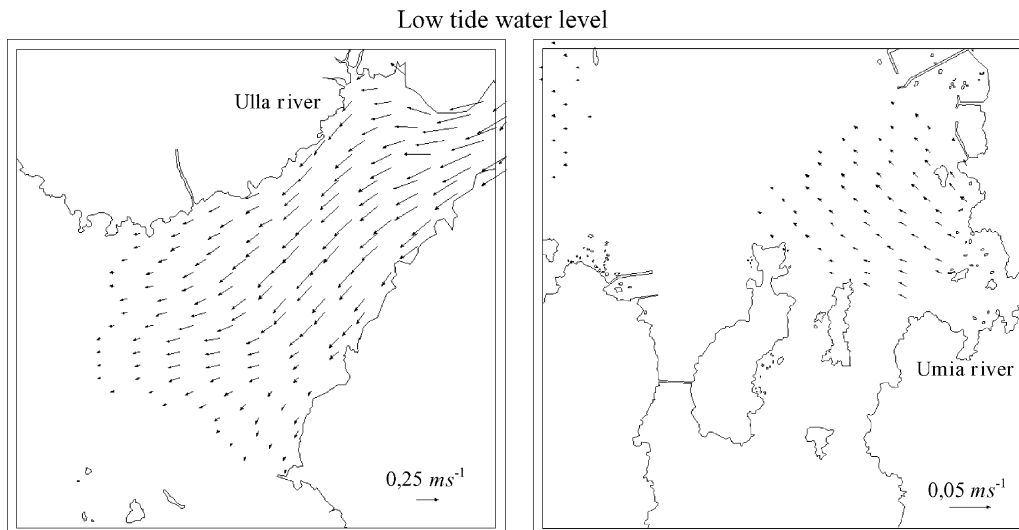 Low tide water level
Ulla river
0,25 ms⁻¹
Umia river
0,05 ms⁻¹